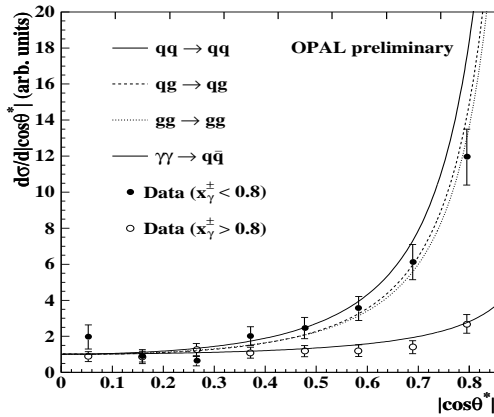 OPAL preliminary
qq → qq
qg → qg
gg → gg
γγ → qq̄
Data (x±γ < 0.8)
Data (x±γ > 0.8)
dσ/d|cosθ*| (arb. units)
20
18
16
14
12
10
8
6
4
2
0
0 0.1 0.2 0.3 0.4 0.5 0.6 0.7 0.8
|cosθ*|